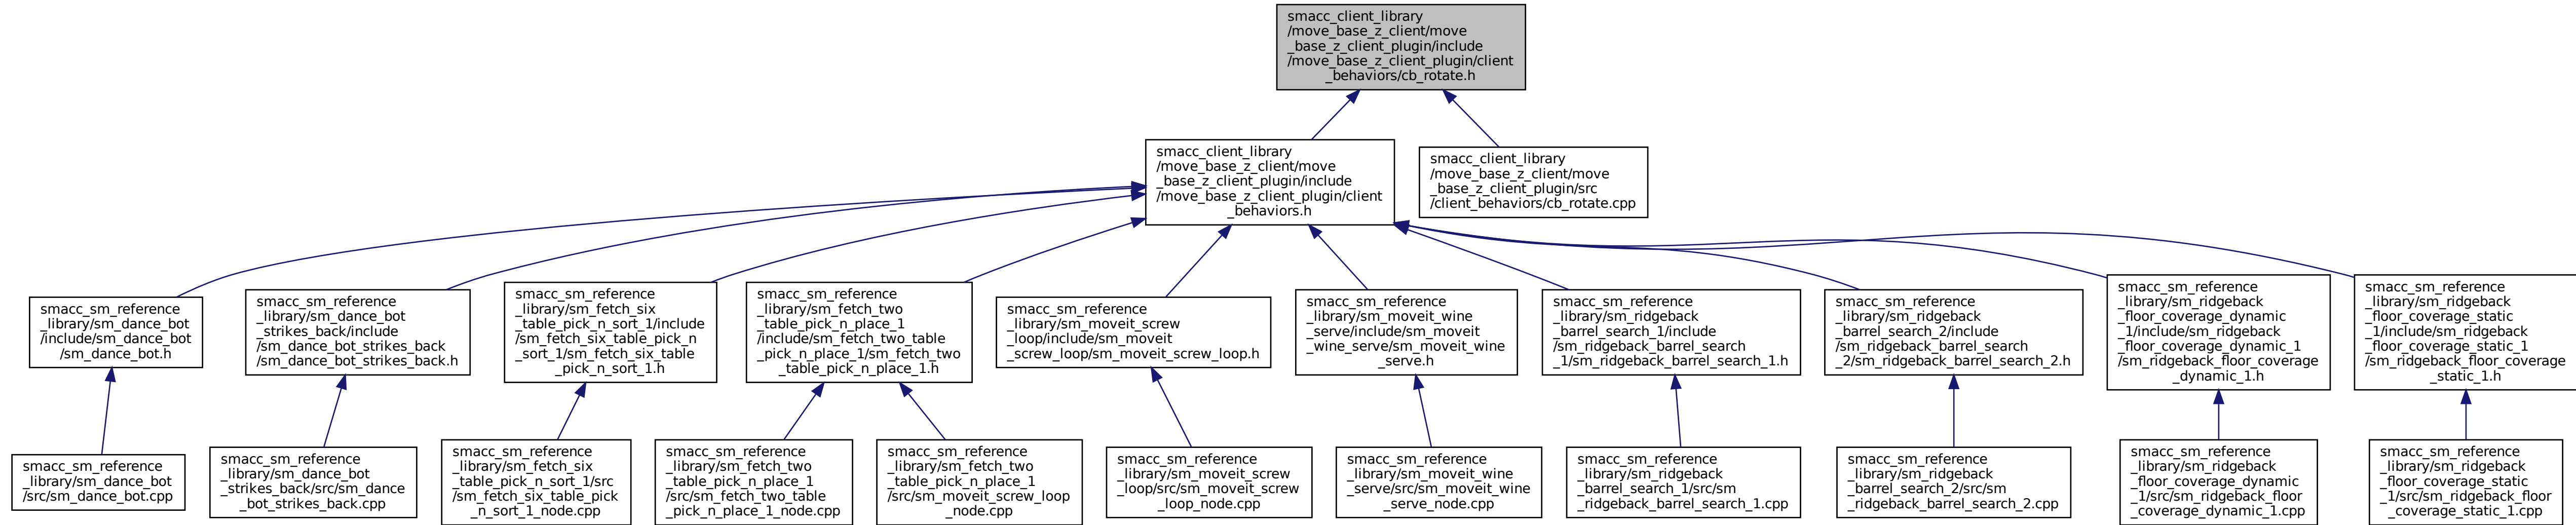 smacc_client_library
/move_base_z_client/move
_base_z_client_plugin/include
/move_base_z_client_plugin/client
_behaviors/cb_rotate.h
smacc_client_library
/move_base_z_client/move
_base_z_client_plugin/include
/move_base_z_client_plugin/client
_behaviors.h
smacc_client_library
/move_base_z_client/move
_base_z_client_plugin/src
/client_behaviors/cb_rotate.cpp
smacc_sm_reference
_library/sm_dance_bot
/include/sm_dance_bot
/sm_dance_bot.h
smacc_sm_reference
_library/sm_dance_bot
_strikes_back/include
/sm_dance_bot_strikes_back
/sm_dance_bot_strikes_back.h
smacc_sm_reference
_library/sm_fetch_six
_table_pick_n_sort_1/include
/sm_fetch_six_table_pick_n
_sort_1/sm_fetch_six_table
_pick_n_sort_1.h
smacc_sm_reference
_library/sm_fetch_two
_table_pick_n_place_1
/include/sm_fetch_two_table
_pick_n_place_1/sm_fetch_two
_table_pick_n_place_1.h
smacc_sm_reference
_library/sm_moveit_screw
_loop/include/sm_moveit
_screw_loop/sm_moveit_screw_loop.h
smacc_sm_reference
_library/sm_moveit_wine
_serve/include/sm_moveit
_wine_serve/sm_moveit_wine
_serve.h
smacc_sm_reference
_library/sm_ridgeback
_barrel_search_1/include
/sm_ridgeback_barrel_search
_1/sm_ridgeback_barrel_search_1.h
smacc_sm_reference
_library/sm_ridgeback
_barrel_search_2/include
/sm_ridgeback_barrel_search
_2/sm_ridgeback_barrel_search_2.h
smacc_sm_reference
_library/sm_ridgeback
_floor_coverage_dynamic
_1/include/sm_ridgeback
_floor_coverage_dynamic_1
/sm_ridgeback_floor_coverage
_dynamic_1.h
smacc_sm_reference
_library/sm_ridgeback
_floor_coverage_static
_1/include/sm_ridgeback
_floor_coverage_static_1
/sm_ridgeback_floor_coverage
_static_1.h
smacc_sm_reference
_library/sm_dance_bot
/src/sm_dance_bot.cpp
smacc_sm_reference
_library/sm_dance_bot
_strikes_back/src/sm_dance
_bot_strikes_back.cpp
smacc_sm_reference
_library/sm_fetch_six
_table_pick_n_sort_1/src
/sm_fetch_six_table_pick
_n_sort_1_node.cpp
smacc_sm_reference
_library/sm_fetch_two
_table_pick_n_place_1
/src/sm_fetch_two_table
_pick_n_place_1_node.cpp
smacc_sm_reference
_library/sm_fetch_two
_table_pick_n_place_1
/src/sm_moveit_screw_loop
_node.cpp
smacc_sm_reference
_library/sm_moveit_screw
_loop/src/sm_moveit_screw
_loop_node.cpp
smacc_sm_reference
_library/sm_moveit_wine
_serve/src/sm_moveit_wine
_serve_node.cpp
smacc_sm_reference
_library/sm_ridgeback
_barrel_search_1/src/sm
_ridgeback_barrel_search_1.cpp
smacc_sm_reference
_library/sm_ridgeback
_barrel_search_2/src/sm
_ridgeback_barrel_search_2.cpp
smacc_sm_reference
_library/sm_ridgeback
_floor_coverage_dynamic
_1/src/sm_ridgeback_floor
_coverage_dynamic_1.cpp
smacc_sm_reference
_library/sm_ridgeback
_floor_coverage_static
_1/src/sm_ridgeback_floor
_coverage_static_1.cpp